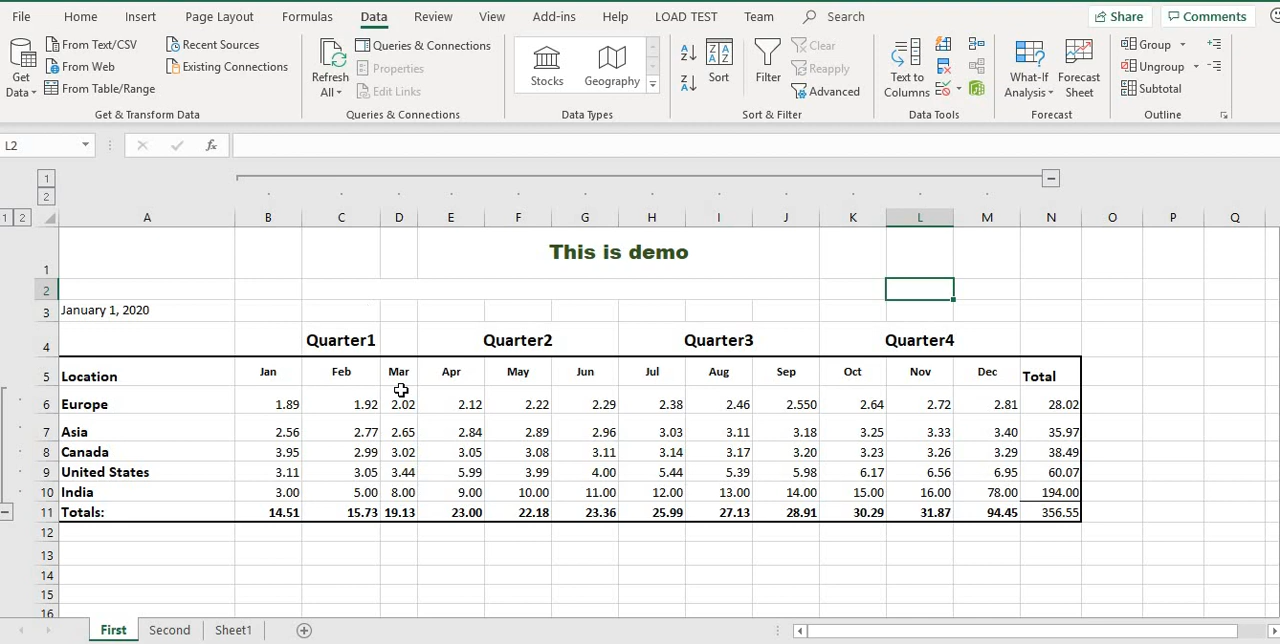 File Home Insert Page Layout Formulas Data Review View Add-ins Help LOAD TEST Team Search Share Comments
Get Data From Text/CSV From Web From Table/Range Recent Sources Existing Connections
Refresh All Queries & Connections Properties Edit Links
Stocks Geography
Sort Filter Clear Reapply Advanced
Text to Columns
What-If Analysis Forecast Sheet
Group Ungroup Subtotal
Get & Transform Data Queries & Connections Data Types Sort & Filter Data Tools Forecast Outline
L2 fx
1
2
1 2 A B C D E F G H I J K L M N O P Q
1 This is demo
2
3 January 1, 2020
4 Quarter1 Quarter2 Quarter3 Quarter4
5 Location Jan Feb Mar Apr May Jun Jul Aug Sep Oct Nov Dec Total
6 Europe 1.89 1.92 2.02 2.12 2.22 2.29 2.38 2.46 2.550 2.64 2.72 2.81 28.02
7 Asia 2.56 2.77 2.65 2.84 2.89 2.96 3.03 3.11 3.18 3.25 3.33 3.40 35.97
8 Canada 3.95 2.99 3.02 3.05 3.08 3.11 3.14 3.17 3.20 3.23 3.26 3.29 38.49
9 United States 3.11 3.05 3.44 5.99 3.99 4.00 5.44 5.39 5.98 6.17 6.56 6.95 60.07
10 India 3.00 5.00 8.00 9.00 10.00 11.00 12.00 13.00 14.00 15.00 16.00 78.00 194.00
11 Totals: 14.51 15.73 19.13 23.00 22.18 23.36 25.99 27.13 28.91 30.29 31.87 94.45 356.55
12
13
14
15
16
First Second Sheet1